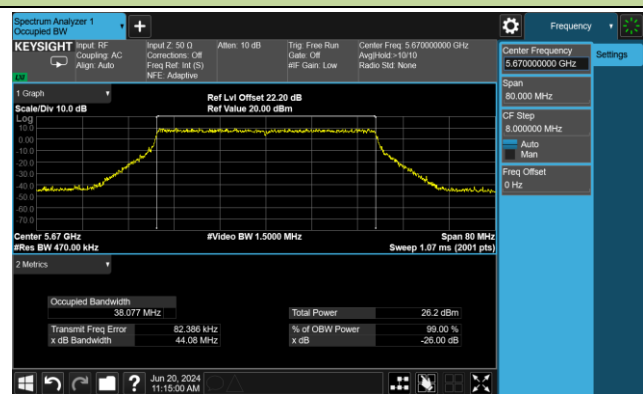 Spectrum Analyzer 1
Occupied BW
Frequency
KEYSIGHT
Input: RF
Coupling: AC
Align: Auto
Input Z: 50 Ω
Corrections: Off
Freq Ref: Int (S)
NFE: Adaptive
Atten: 10 dB
Trig: Free Run
Gate: Off
#IF Gain: Low
Center Freq: 5.670000000 GHz
Avg|Hold:>10/10
Radio Std: None
Center Frequency
5.670000000 GHz
Settings
Span
80.000 MHz
CF Step
8.000000 MHz
Auto
Man
Freq Offset
0 Hz
1 Graph
Scale/Div 10.0 dB
Ref Lvl Offset 22.20 dB
Ref Value 20.00 dBm
Log
10.0
0.00
-10.0
-20.0
-30.0
-40.0
-50.0
-60.0
-70.0
Center 5.67 GHz
#Res BW 470.00 kHz
#Video BW 1.5000 MHz
Span 80 MHz
Sweep 1.07 ms (2001 pts)
2 Metrics
Occupied Bandwidth
38.077 MHz
Total Power 26.2 dBm
Transmit Freq Error 82.386 kHz
% of OBW Power 99.00 %
x dB Bandwidth 44.08 MHz
x dB -26.00 dB
?
Jun 20, 2024
11:15:00 AM